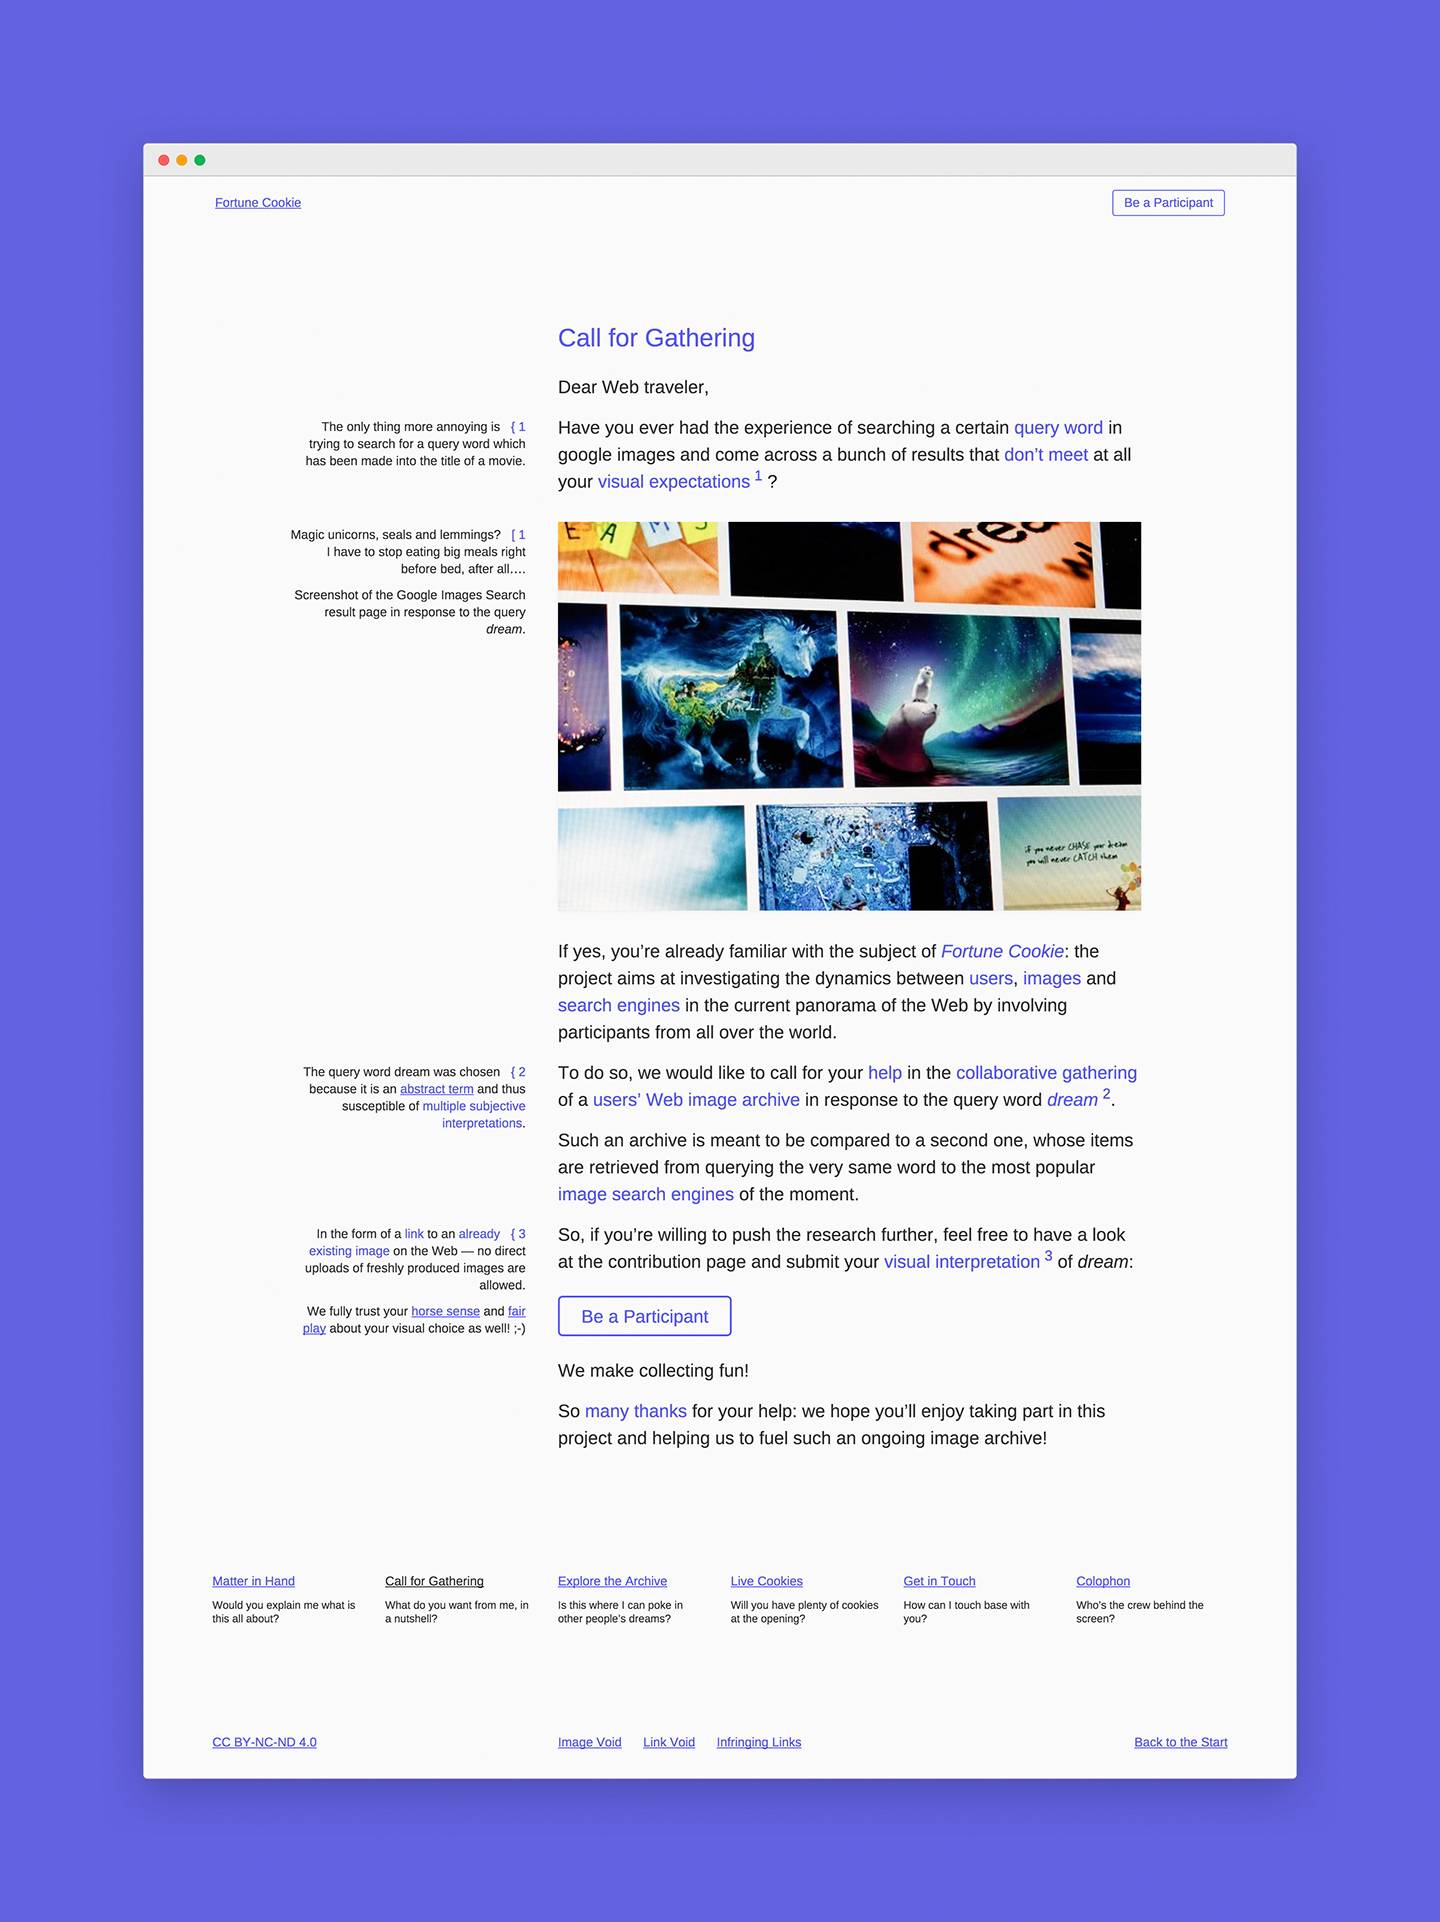 Fortune Cookie
Be a Participant
Call for Gathering
Dear Web traveler,
The only thing more annoying is { 1
trying to search for a query word which
has been made into the title of a movie.
Have you ever had the experience of searching a certain query word in
google images and come across a bunch of results that don’t meet at all
your visual expectations 1 ?
Magic unicorns, seals and lemmings? [ 1
I have to stop eating big meals right
before bed, after all….
Screenshot of the Google Images Search
result page in response to the query
dream.
E A M S
drea
if you never CHASE your dream
you will never CATCH them
If yes, you’re already familiar with the subject of Fortune Cookie: the
project aims at investigating the dynamics between users, images and
search engines in the current panorama of the Web by involving
participants from all over the world.
The query word dream was chosen { 2
because it is an abstract term and thus
susceptible of multiple subjective
interpretations.
To do so, we would like to call for your help in the collaborative gathering
of a users’ Web image archive in response to the query word dream 2.
Such an archive is meant to be compared to a second one, whose items
are retrieved from querying the very same word to the most popular
image search engines of the moment.
In the form of a link to an already { 3
existing image on the Web — no direct
uploads of freshly produced images are
allowed.
We fully trust your horse sense and fair
play about your visual choice as well! ;-)
So, if you’re willing to push the research further, feel free to have a look
at the contribution page and submit your visual interpretation 3 of dream:
Be a Participant
We make collecting fun!
So many thanks for your help: we hope you’ll enjoy taking part in this
project and helping us to fuel such an ongoing image archive!
Matter in Hand
Would you explain me what is
this all about?
Call for Gathering
What do you want from me, in
a nutshell?
Explore the Archive
Is this where I can poke in
other people’s dreams?
Live Cookies
Will you have plenty of cookies
at the opening?
Get in Touch
How can I touch base with
you?
Colophon
Who’s the crew behind the
screen?
CC BY-NC-ND 4.0
Image Void
Link Void
Infringing Links
Back to the Start